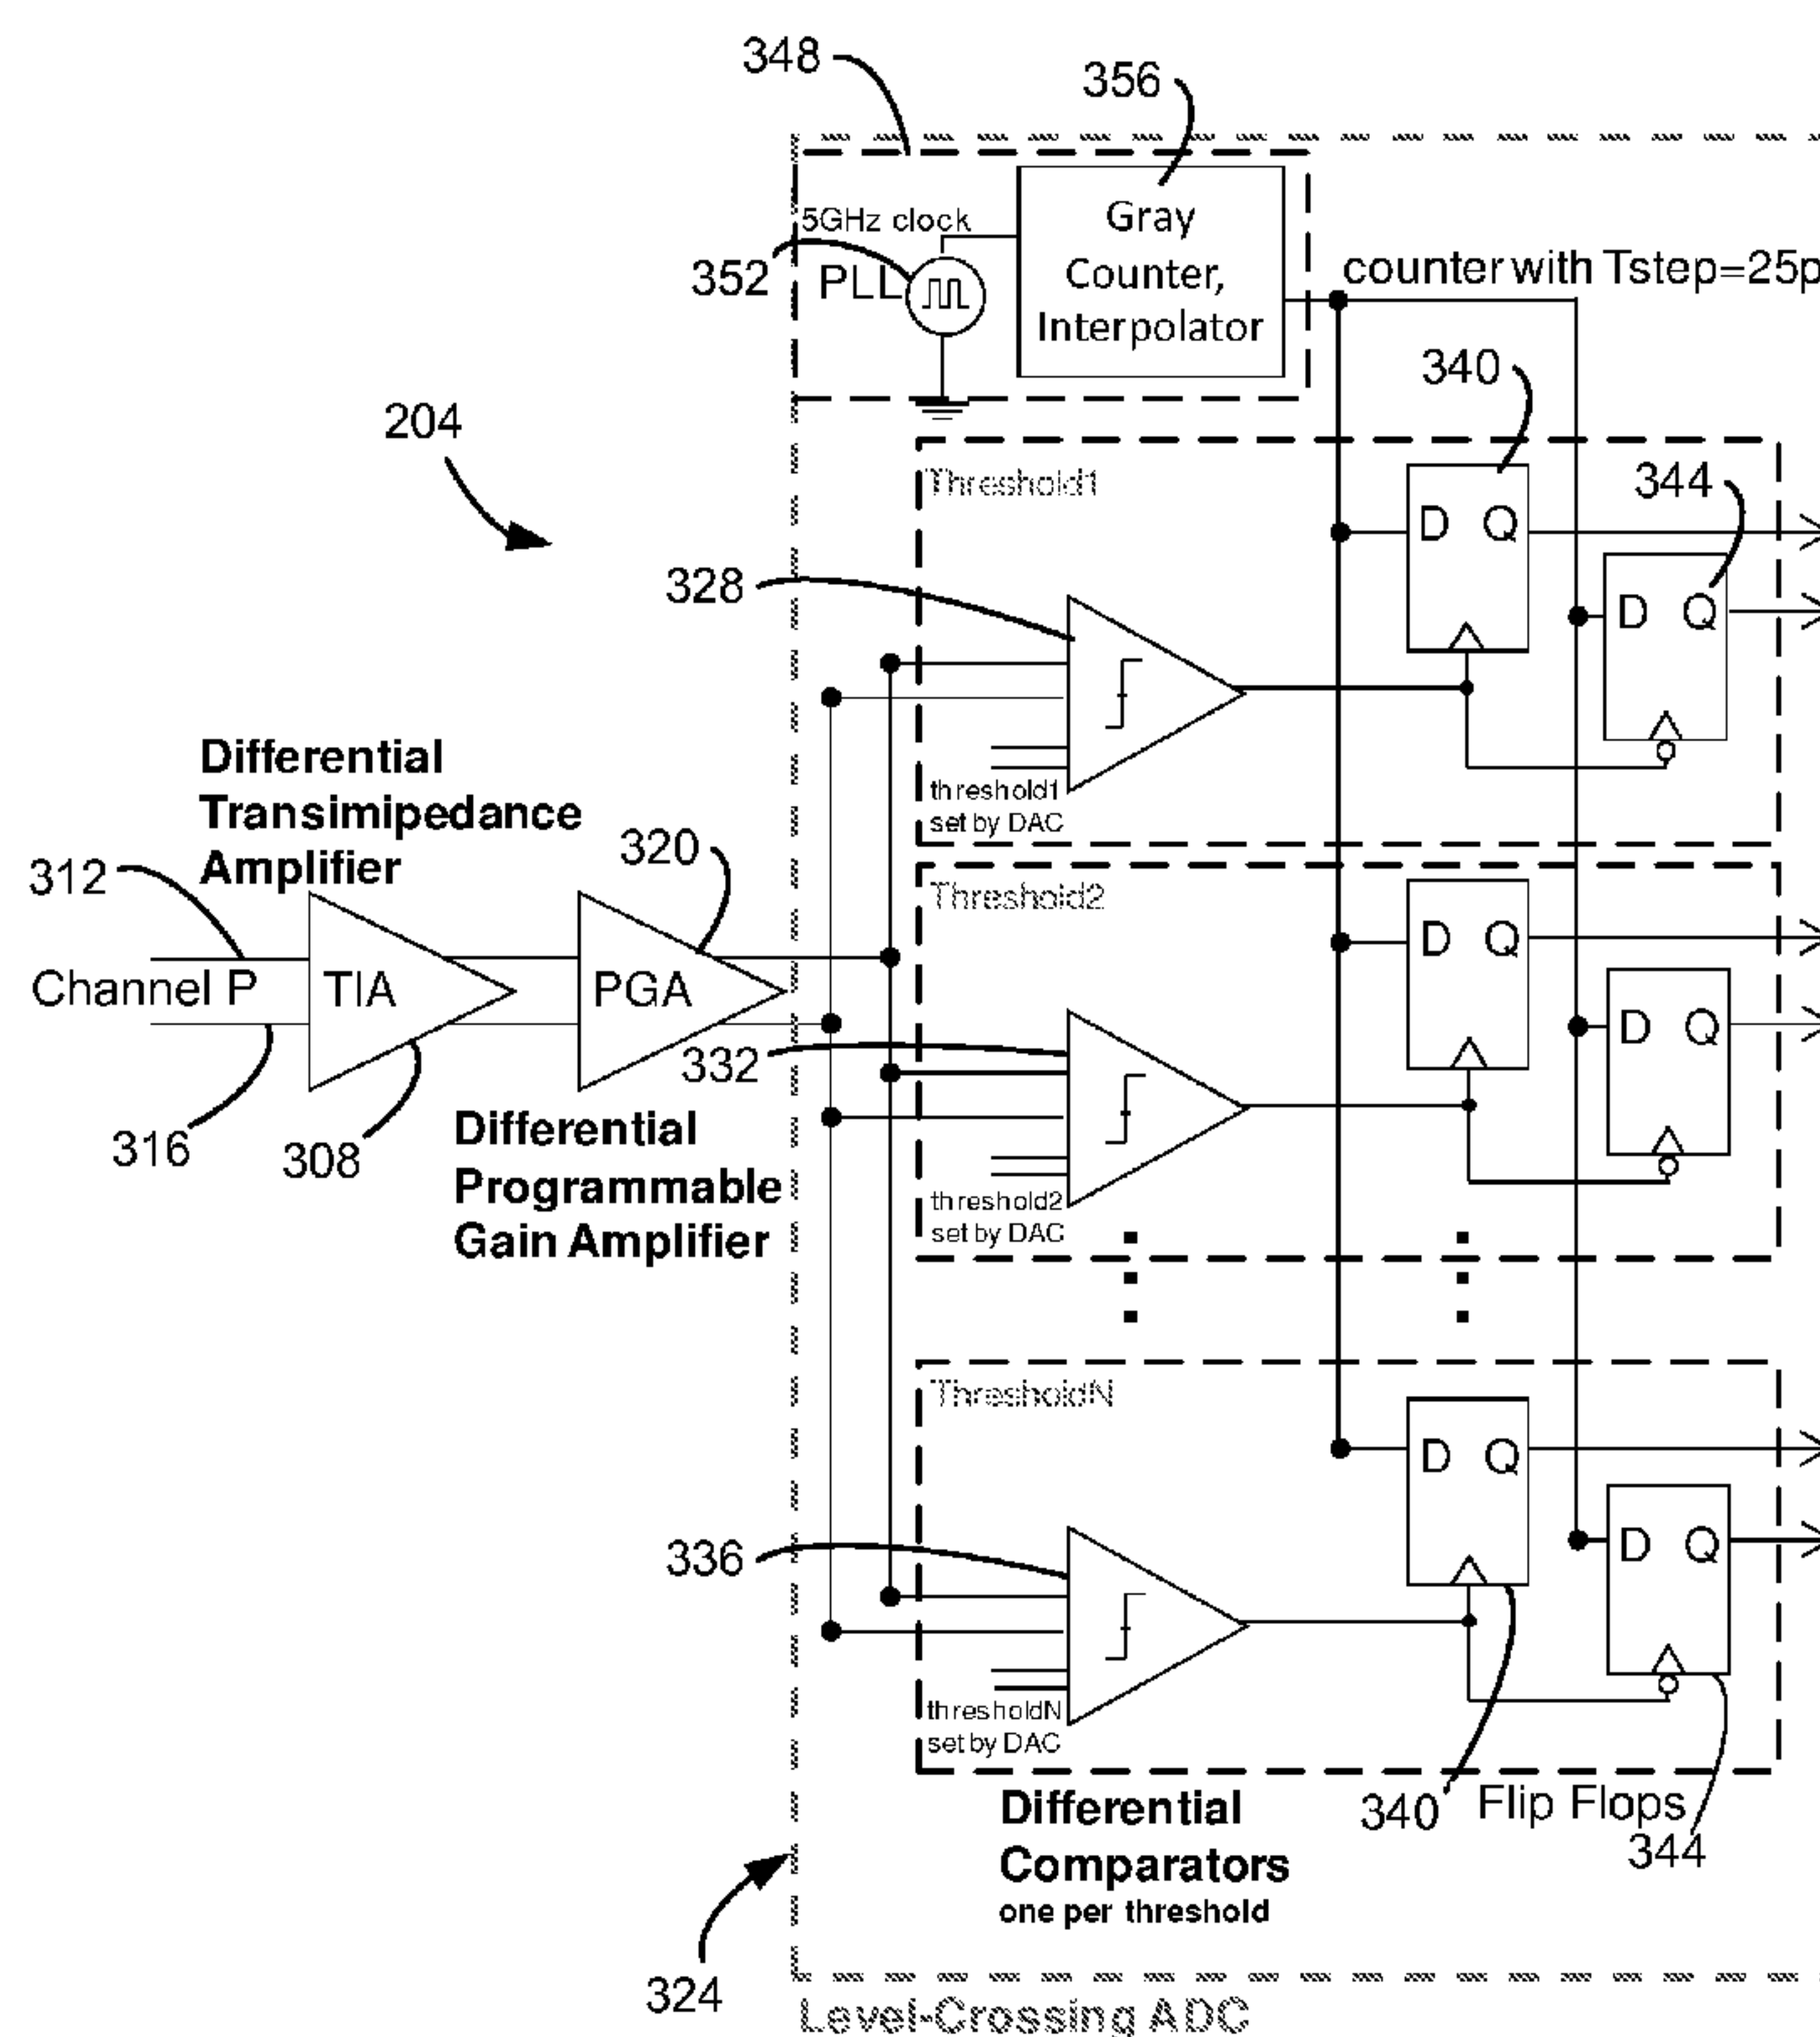 348
356
5GHz clock
352
PLL
Gray
Counter,
Interpolator
counter with Tstep=25p
340
204
Threshold1
344
D Q
D Q
328
threshold1
set by DAC
Differential
Transimipedance
Amplifier
312
320
Channel P
TIA
PGA
316
308
Differential
Programmable
Gain Amplifier
Threshold2
D Q
D Q
332
threshold2
set by DAC
ThresholdN
D Q
D Q
336
thresholdN
set by DAC
Differential
Comparators
one per threshold
340
Flip Flops
344
324
Level-Crossing ADC